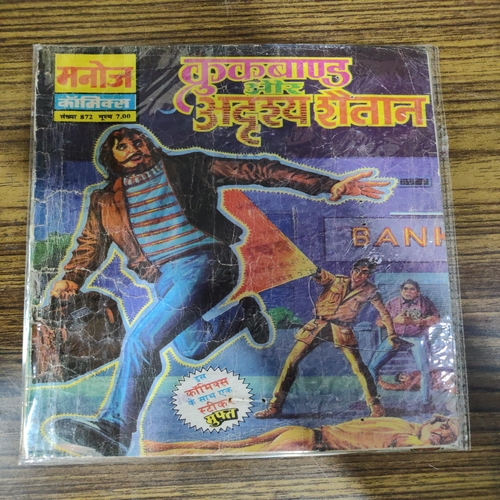 मनोज
कॉमिक्स
संख्या 872 मूल्य 7.00
क्रुकबाण्ड
और
अदृश्य शैतान
BANK
इस
कॉमिक्स
के साथ एक
स्टीकर
मुफ्त